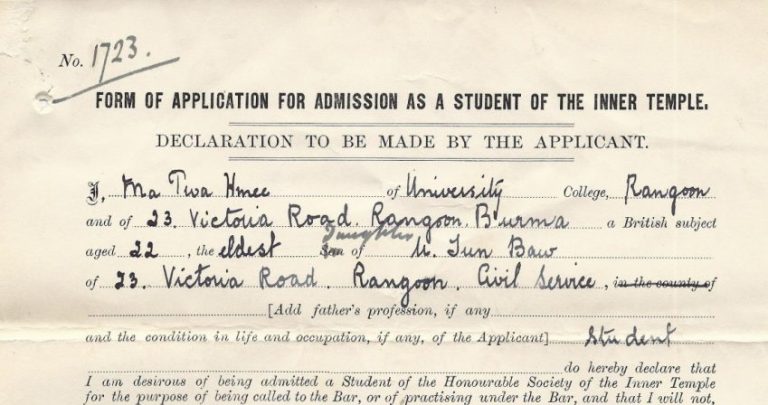 No. 1723.
FORM OF APPLICATION FOR ADMISSION AS A STUDENT OF THE INNER TEMPLE.
DECLARATION TO BE MADE BY THE APPLICANT.
I, Ma Pwa Hmee of University College, Rangoon
and of 23. Victoria Road. Rangoon. Burma a British subject
aged 22, the eldest Son Daughter of U. Tun Baw
of 23. Victoria Road. Rangoon. Civil Service, in the county of
[Add father's profession, if any
and the condition in life and occupation, if any, of the Applicant] Student
do hereby declare that
I am desirous of being admitted a Student of the Honourable Society of the Inner Temple
for the purpose of being called to the Bar, or of practising under the Bar, and that I will not,